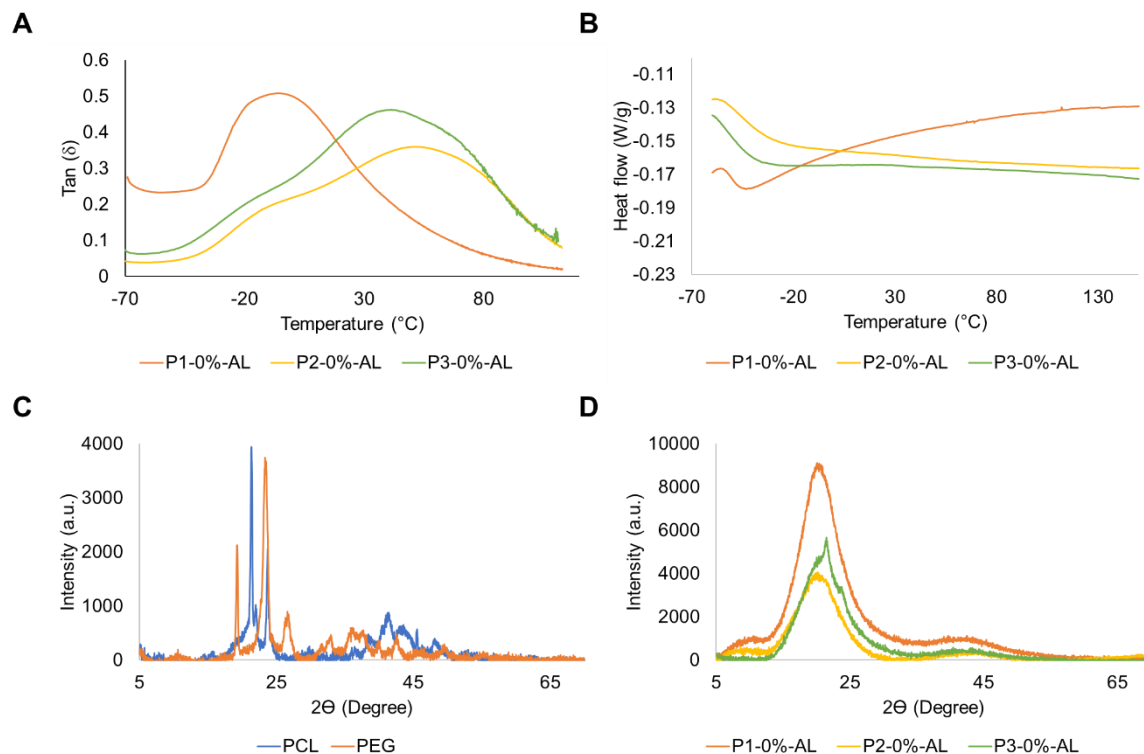 A
0.6
0.5
0.4
0.3
0.2
0.1
0
Tan (δ)
-70 -20 30 80
Temperature (°C)
P1-0%-AL P2-0%-AL P3-0%-AL
B
-0.11
-0.13
-0.15
-0.17
-0.19
-0.21
-0.23
Heat flow (W/g)
-70 -20 30 80 130
Temperature (°C)
P1-0%-AL P2-0%-AL P3-0%-AL
C
4000
3000
2000
1000
0
Intensity (a.u.)
5 25 45 65
2Θ (Degree)
PCL PEG
D
10000
8000
6000
4000
2000
0
Intensity (a.u.)
5 25 45 65
2Θ (Degree)
P1-0%-AL P2-0%-AL P3-0%-AL